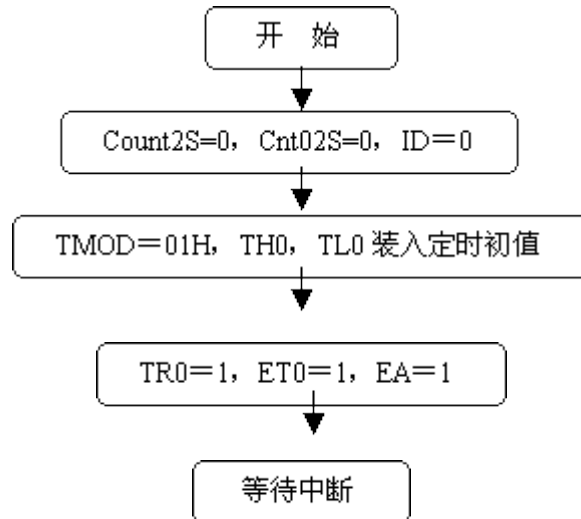 开 始
Count2S=0，Cnt02S=0，ID＝0
TMOD＝01H，TH0，TL0 装入定时初值
TR0＝1，ET0＝1，EA＝1
等待中断